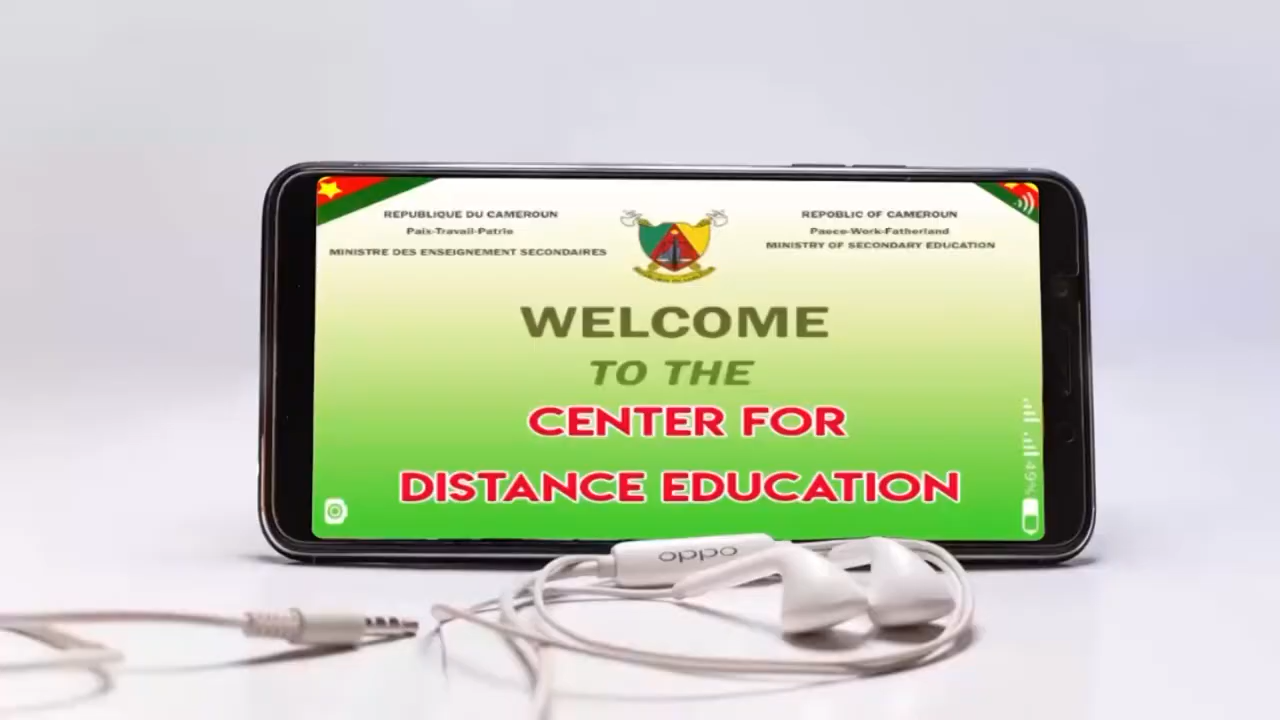 REPUBLIQUE DU CAMEROUN
Paix-Travail-Patrie
MINISTRE DES ENSEIGNEMENT SECONDAIRES
REPOBLIC OF CAMEROUN
Paece-Work-Fatherland
MINISTRY OF SECONDARY EDUCATION
WELCOME
TO THE
CENTER FOR
DISTANCE EDUCATION
49%
oppo